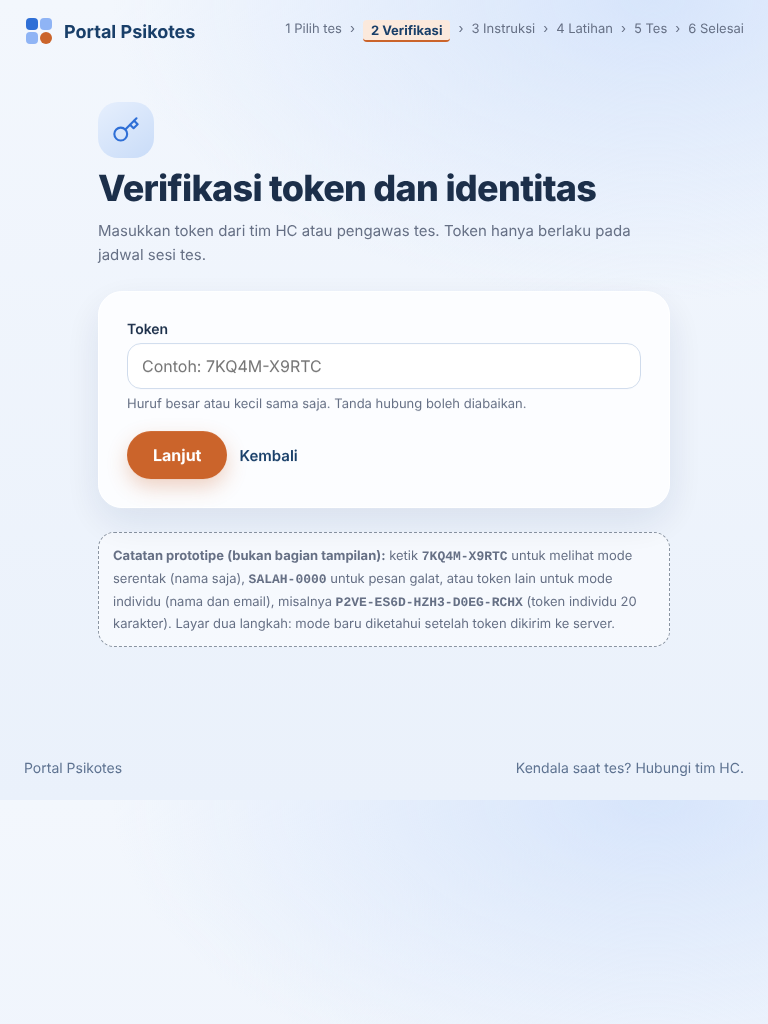 Portal Psikotes
1 Pilih tes › 2 Verifikasi › 3 Instruksi › 4 Latihan › 5 Tes › 6 Selesai
Verifikasi token dan identitas
Masukkan token dari tim HC atau pengawas tes. Token hanya berlaku pada
jadwal sesi tes.
Token
Contoh: 7KQ4M-X9RTC
Huruf besar atau kecil sama saja. Tanda hubung boleh diabaikan.
Lanjut Kembali
Catatan prototipe (bukan bagian tampilan): ketik 7KQ4M-X9RTC untuk melihat mode
serentak (nama saja), SALAH-0000 untuk pesan galat, atau token lain untuk mode
individu (nama dan email), misalnya P2VE-ES6D-HZH3-D0EG-RCHX (token individu 20
karakter). Layar dua langkah: mode baru diketahui setelah token dikirim ke server.
Portal Psikotes
Kendala saat tes? Hubungi tim HC.